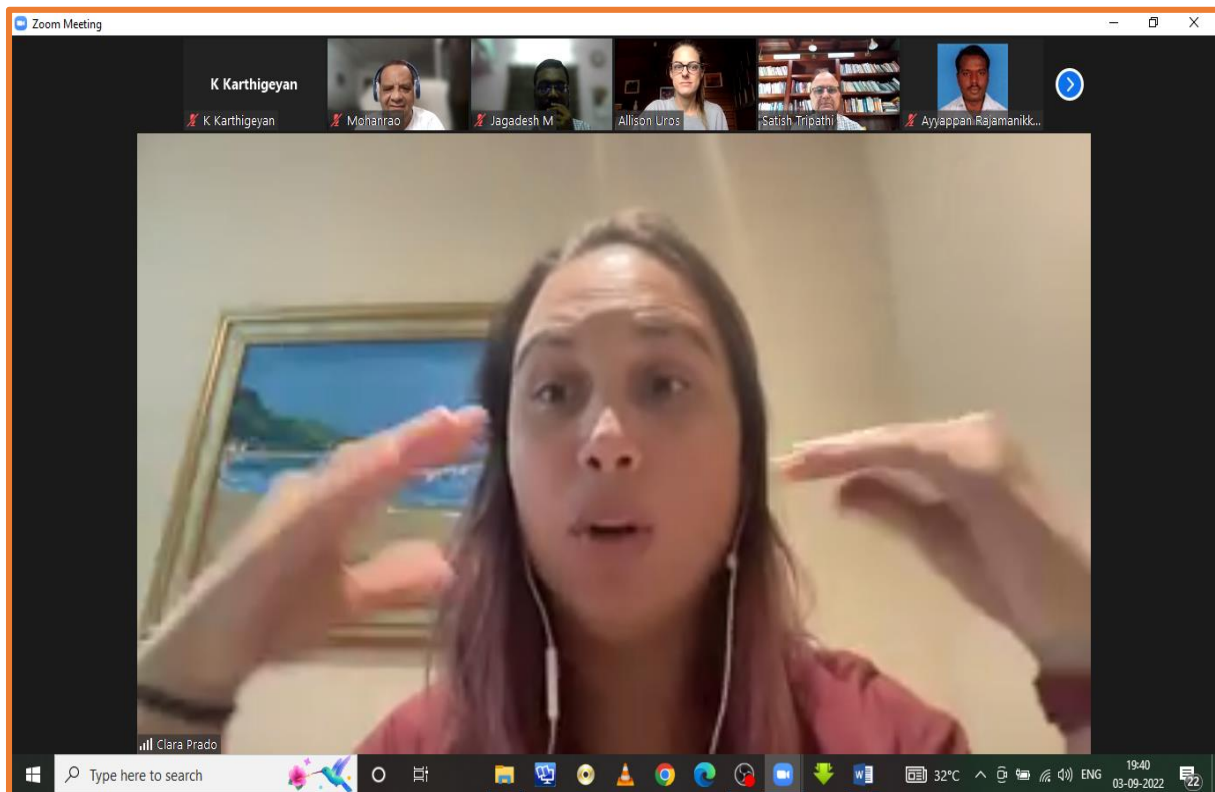 Zoom Meeting
K Karthigeyan
K Karthigeyan
Mohanrao
Jagadesh M
Allison Uros
Satish Tripathi
Ayyappan Rajamanikk...
Clara Prado
Type here to search
32°C
ENG
19:40
03-09-2022
22